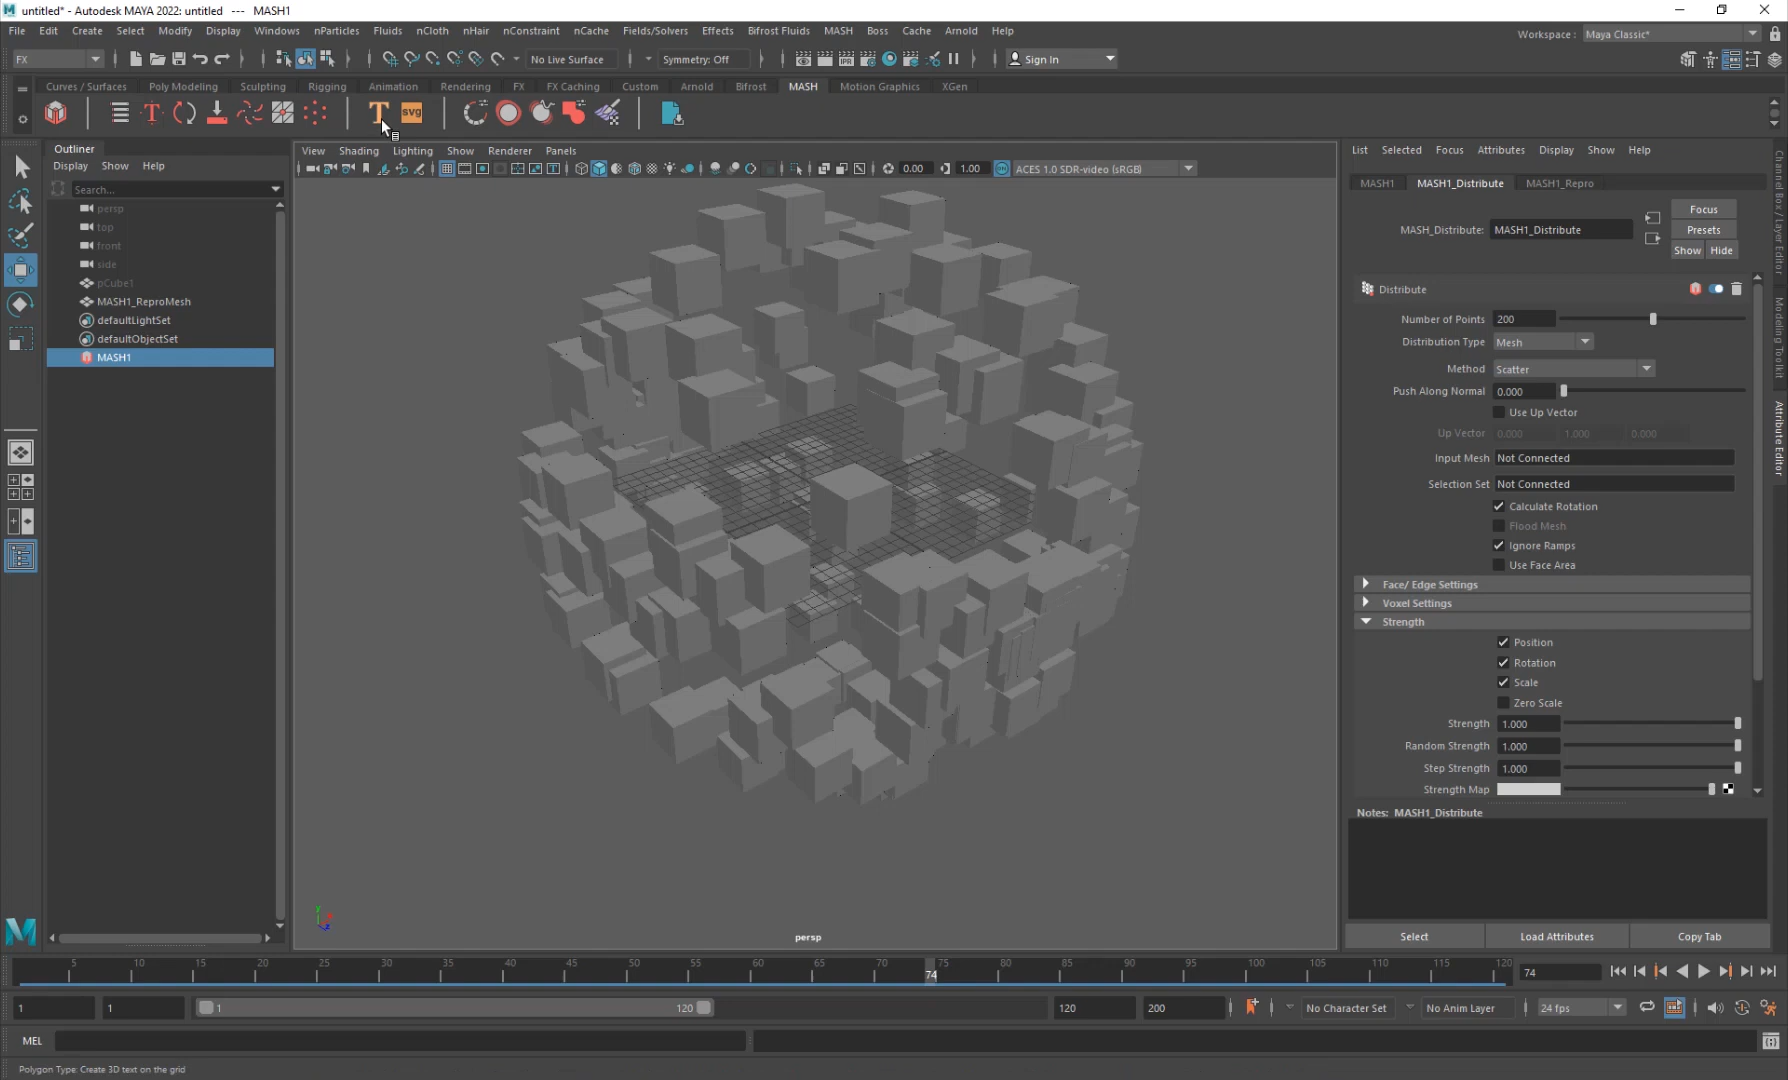 untitled* - Autodesk MAYA 2022: untitled --- MASH1
File Edit Create Select Modify Display Windows nParticles Fluids nCloth nHair nConstraint nCache Fields/Solvers Effects Bifrost Fluids MASH Boss Cache Arnold Help Workspace : Maya Classic*
FX No Live Surface Symmetry: Off IPR Sign In
Curves / Surfaces Poly Modeling Sculpting Rigging Animation Rendering FX FX Caching Custom Arnold Bifrost MASH Motion Graphics XGen
T T SVG
Outliner
Display Show Help
Search...
persp
top
front
side
pCube1
MASH1_ReproMesh
defaultLightSet
defaultObjectSet
MASH1
View Shading Lighting Show Renderer Panels
0.00 1.00 ACES 1.0 SDR-video (sRGB)
persp
List Selected Focus Attributes Display Show Help
MASH1 MASH1_Distribute MASH1_Repro
Focus
MASH_Distribute: MASH1_Distribute Presets
Show Hide
Distribute
Number of Points 200
Distribution Type Mesh
Method Scatter
Push Along Normal 0.000
Use Up Vector
Up Vector 0.000 1.000 0.000
Input Mesh Not Connected
Selection Set Not Connected
Calculate Rotation
Flood Mesh
Ignore Ramps
Use Face Area
Face/ Edge Settings
Voxel Settings
Strength
Position
Rotation
Scale
Zero Scale
Strength 1.000
Random Strength 1.000
Step Strength 1.000
Strength Map
Notes: MASH1_Distribute
Select Load Attributes Copy Tab
Channel Box / Layer Editor
Modeling Toolkit
Attribute Editor
5 10 15 20 25 30 35 40 45 50 55 60 65 70 75 80 85 90 95 100 105 110 115 120
74 74
1 1 1 120 120 200 No Character Set No Anim Layer 24 fps
MEL
Polygon Type: Create 3D text on the grid